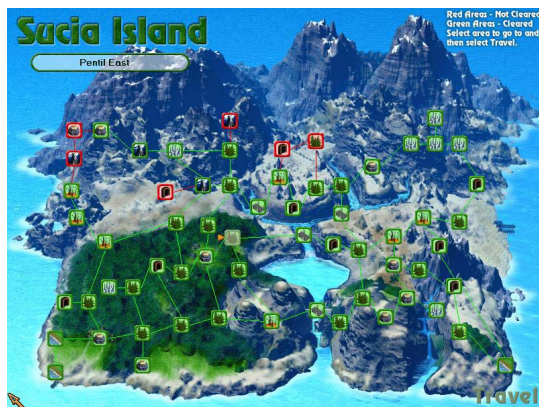 Sucia Island
Red Areas - Not Cleared
Green Areas - Cleared
Select area to go to and
then select Travel.
Pentil East
Travel